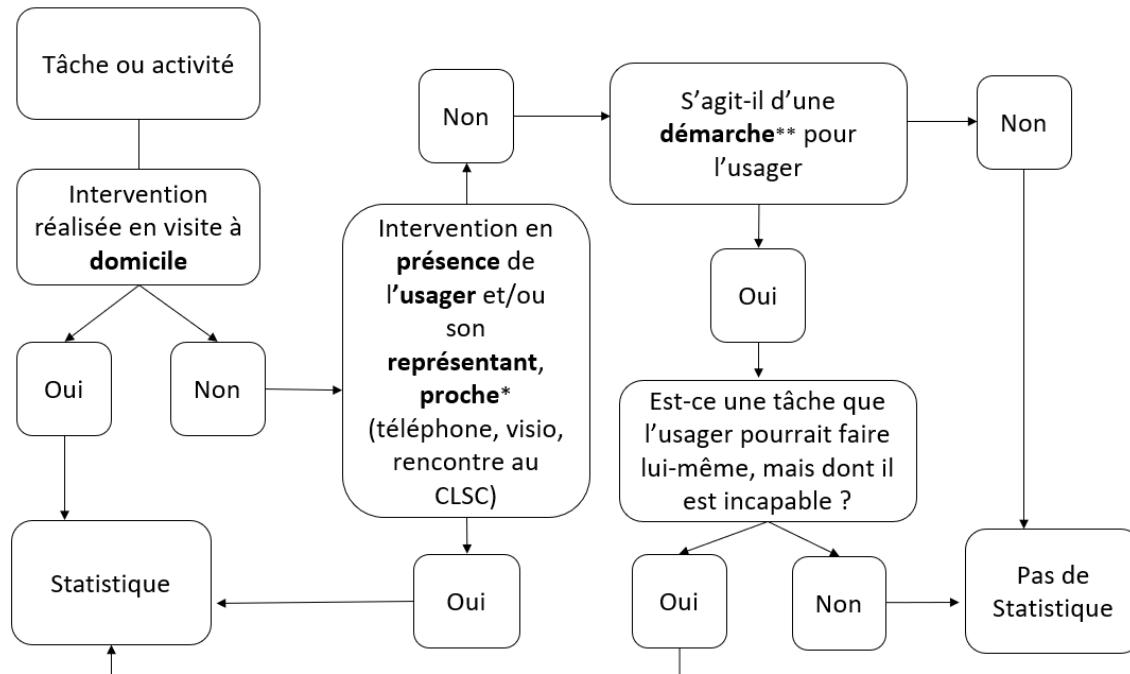 Tâche ou activité
Intervention
réalisée en visite à
domicile
Oui
Non
Intervention en
présence de
l'usager et/ou
son
représentant,
proche*
(téléphone, visio,
rencontre au
CLSC)
Non
Oui
Statistique
S'agit-il d'une
démarche** pour
l'usager
Non
Oui
Est-ce une tâche que
l'usager pourrait faire
lui-même, mais dont il
est incapable ?
Oui
Non
Pas de
Statistique